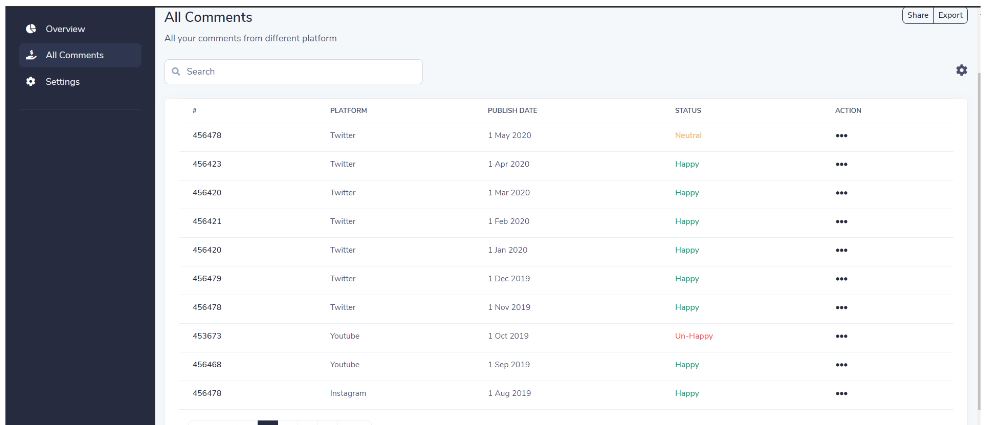 Overview
All Comments
Settings
All Comments
Share Export
All your comments from different platform
Search
# PLATFORM PUBLISH DATE STATUS ACTION
456478 Twitter 1 May 2020 Neutral •••
456423 Twitter 1 Apr 2020 Happy •••
456420 Twitter 1 Mar 2020 Happy •••
456421 Twitter 1 Feb 2020 Happy •••
456420 Twitter 1 Jan 2020 Happy •••
456479 Twitter 1 Dec 2019 Happy •••
456478 Twitter 1 Nov 2019 Happy •••
453673 Youtube 1 Oct 2019 Un-Happy •••
456468 Youtube 1 Sep 2019 Happy •••
456478 Instagram 1 Aug 2019 Happy •••